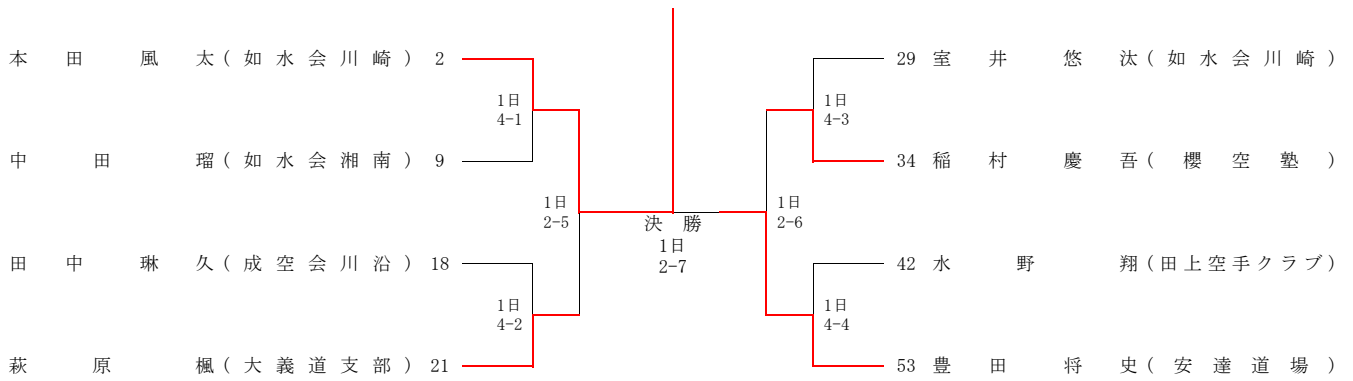 本田風太(如水会川崎) 2
1日
4-1
中田瑠(如水会湘南) 9
1日
2-5
田中琳久(成空会川沿) 18
1日
4-2
萩原楓(大義道支部) 21
決勝
1日
2-7
29 室井悠汰(如水会川崎)
1日
4-3
34 稲村慶吾(櫻空塾)
1日
2-6
42 水野翔(田上空手クラブ)
1日
4-4
53 豊田将史(安達道場)